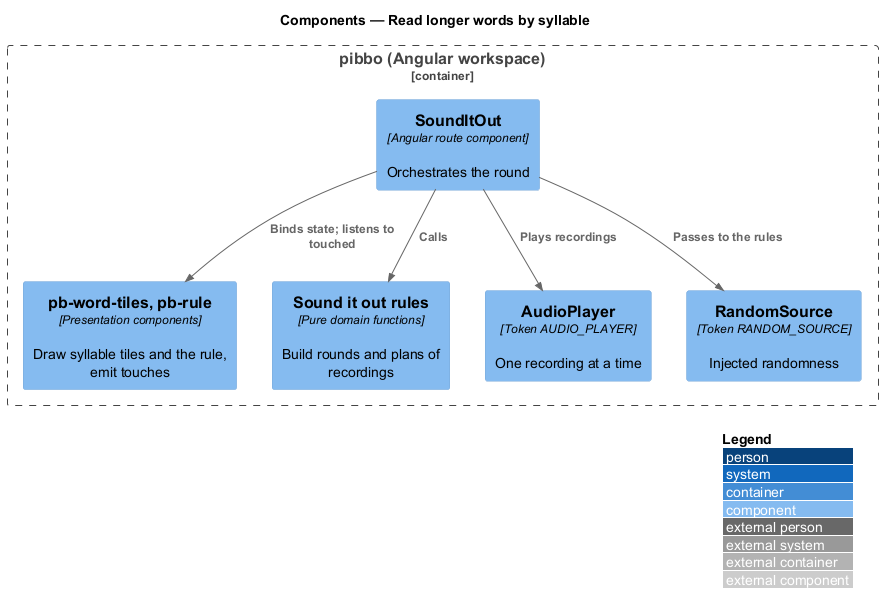 Components — Read longer words by syllable
pibbo (Angular workspace)
[container]
SoundItOut
[Angular route component]
Orchestrates the round
Binds state; listens to
touched
Calls
Plays recordings
Passes to the rules
pb-word-tiles, pb-rule
[Presentation components]
Draw syllable tiles and the rule,
emit touches
Sound it out rules
[Pure domain functions]
Build rounds and plans of
recordings
AudioPlayer
[Token AUDIO_PLAYER]
One recording at a time
RandomSource
[Token RANDOM_SOURCE]
Injected randomness
Legend
person
system
container
component
external person
external system
external container
external component